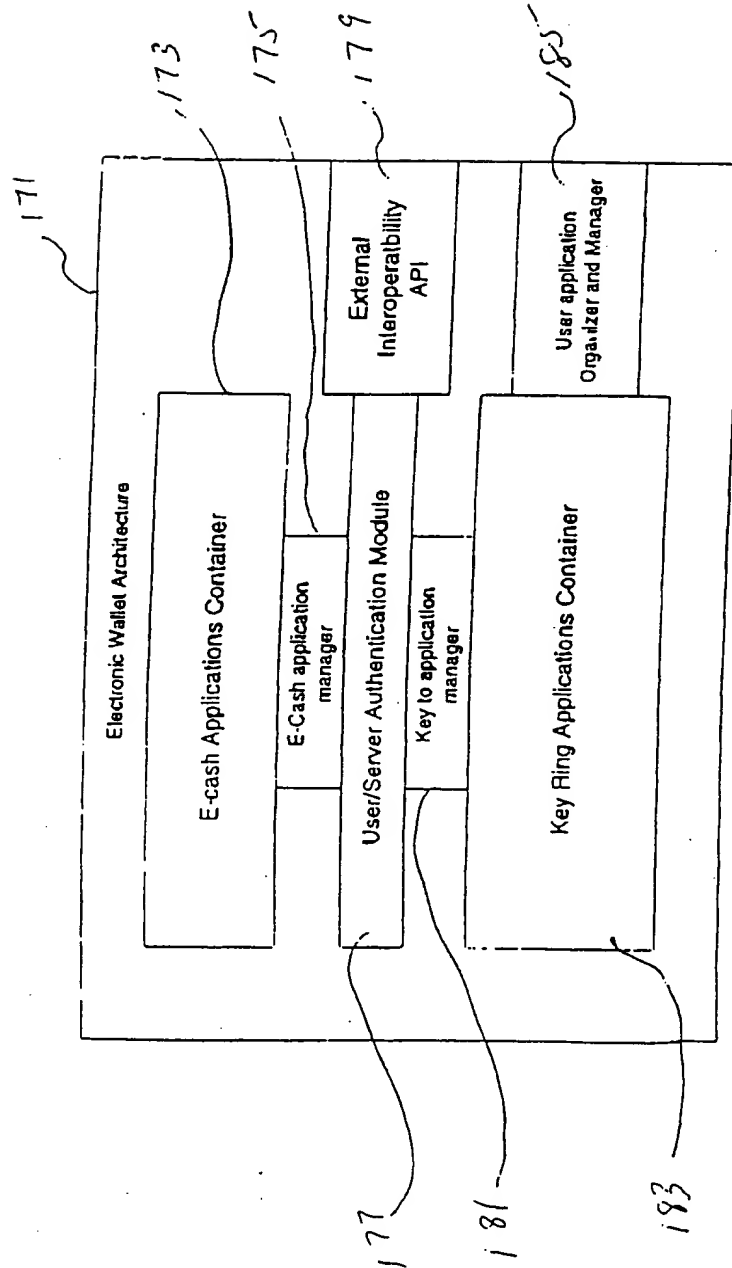 171
173
175
179
185
Electronic Wallet Architecture
E-cash Applications Container
E-Cash application
manager
User/Server Authentication Module
External
Interoperatbility
API
Key to application
manager
Key Ring Applications Container
User application
Organizer and Manager
177
181
183